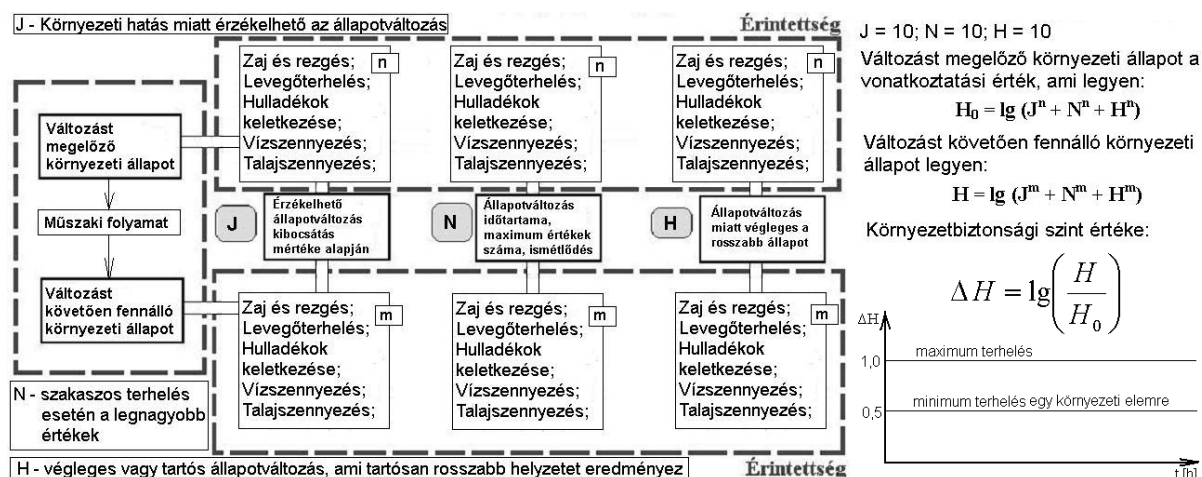 J - Környezeti hatás miatt érzékelhető az állapotváltozás
Érintettség
Változást
megelőző
környezeti állapot
Műszaki folyamat
Változást
követően fennálló
környezeti állapot
Zaj és rezgés;
n
Levegőterhelés;
Hulladékok
keletkezése;
Vízszennyezés;
Talajszennyezés;
Zaj és rezgés;
n
Levegőterhelés;
Hulladékok
keletkezése;
Vízszennyezés;
Talajszennyezés;
Zaj és rezgés;
n
Levegőterhelés;
Hulladékok
keletkezése;
Vízszennyezés;
Talajszennyezés;
J
Érzékelhető
állapotváltozás
kibocsátás
mértéke alapján
N
Állapotváltozás
időtartama,
maximum értékek
száma, ismétlődés
H
Állapotváltozás
miatt végleges a
rosszabb állapot
Zaj és rezgés;
m
Levegőterhelés;
Hulladékok
keletkezése;
Vízszennyezés;
Talajszennyezés;
Zaj és rezgés;
m
Levegőterhelés;
Hulladékok
keletkezése;
Vízszennyezés;
Talajszennyezés;
Zaj és rezgés;
m
Levegőterhelés;
Hulladékok
keletkezése;
Vízszennyezés;
Talajszennyezés;
N - szakaszos terhelés
esetén a legnagyobb
értékek
H - végleges vagy tartós állapotváltozás, ami tartósan rosszabb helyzetet eredményez
Érintettség
J = 10; N = 10; H = 10
Változást megelőző környezeti állapot a
vonatkoztatási érték, ami legyen:
H₀ = lg (Jⁿ + Nⁿ + Hⁿ)
Változást követően fennálló környezeti
állapot legyen:
H = lg (Jᵐ + Nᵐ + Hᵐ)
Környezetbiztonsági szint értéke:
ΔH = lg(H/H₀)
ΔH
1,0
maximum terhelés
0,5
minimum terhelés egy környezeti elemre
t [h]